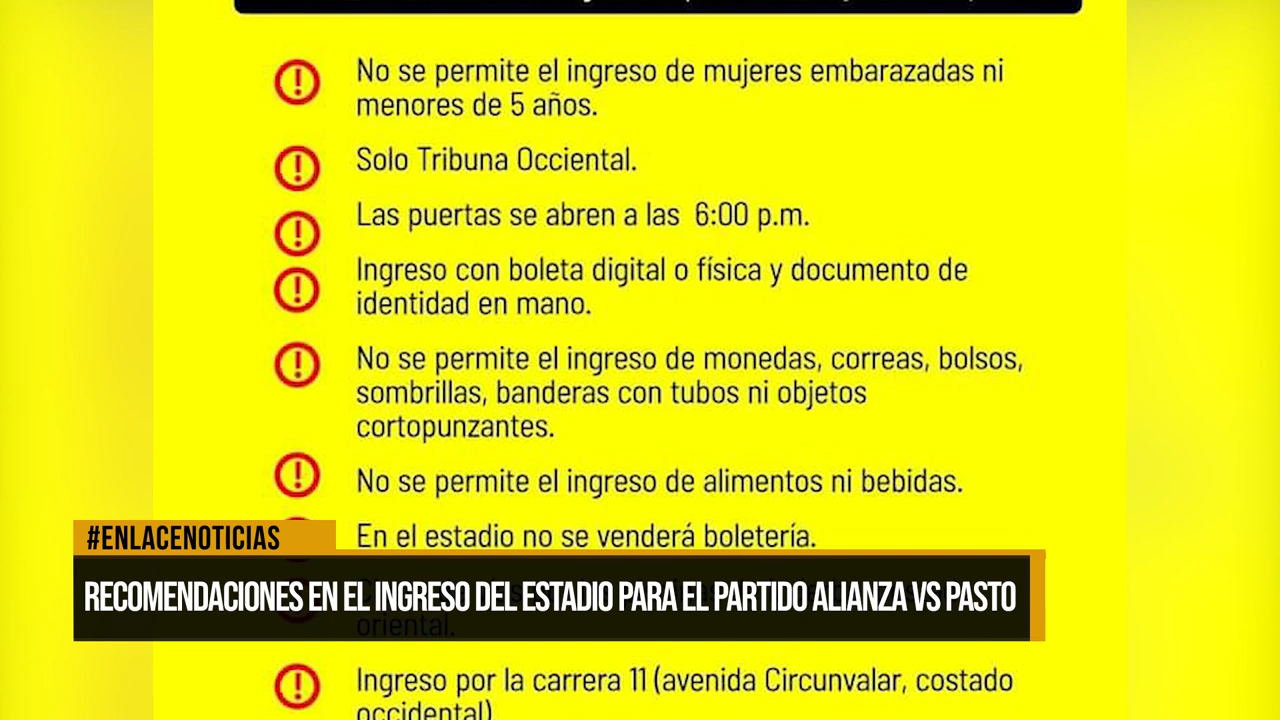 No se permite el ingreso de mujeres embarazadas ni
menores de 5 años.
Solo Tribuna Occiental.
Las puertas se abren a las 6:00 p.m.
Ingreso con boleta digital o física y documento de
identidad en mano.
No se permite el ingreso de monedas, correas, bolsos,
sombrillas, banderas con tubos ni objetos
cortopunzantes.
No se permite el ingreso de alimentos ni bebidas.
En el estadio no se venderá boletería.
#ENLACENOTICIAS
RECOMENDACIONES EN EL INGRESO DEL ESTADIO PARA EL PARTIDO ALIANZA VS PASTO
oriental.
Ingreso por la carrera 11 (avenida Circunvalar, costado
occidental)